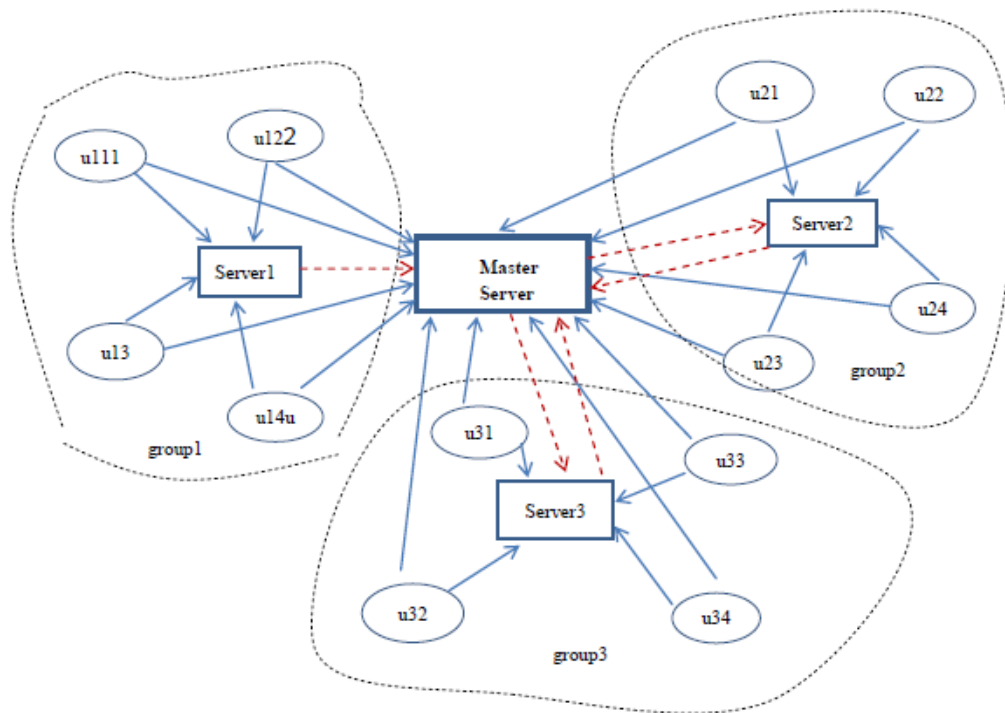 u21
u22
u111
u122
Server2
Server1
Master
Server
u24
u13
u23
group2
u14u
u31
group1
u33
Server3
u32
u34
group3